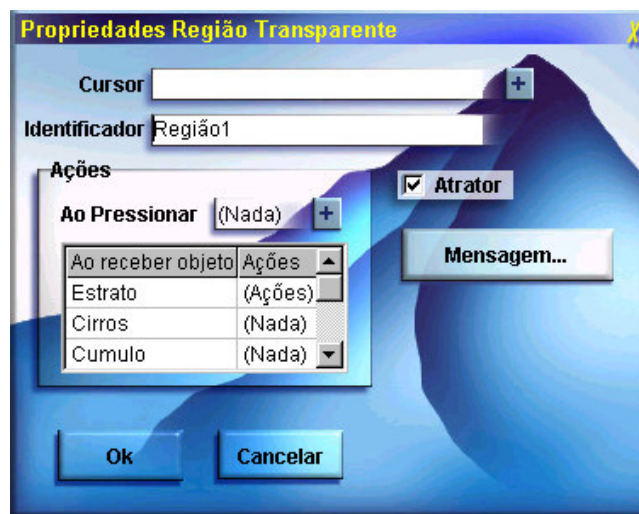 Propriedades Região Transparente X
Cursor +
Identificador Região1
Ações
Atrator
Ao Pressionar (Nada) +
Mensagem...
Ao receber objeto Ações
Estrato (Ações)
Cirros (Nada)
Cumulo (Nada)
Ok Cancelar